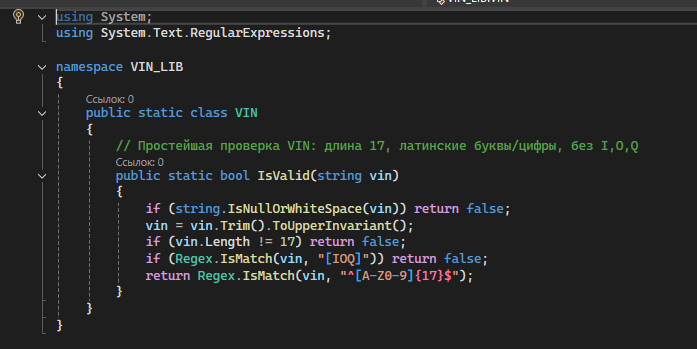 VIN_LIB.VIN
using System;
using System.Text.RegularExpressions;
namespace VIN_LIB
{
Ссылок: 0
public static class VIN
{
// Простейшая проверка VIN: длина 17, латинские буквы/цифры, без I,O,Q
Ссылок: 0
public static bool IsValid(string vin)
{
if (string.IsNullOrWhiteSpace(vin)) return false;
vin = vin.Trim().ToUpperInvariant();
if (vin.Length != 17) return false;
if (Regex.IsMatch(vin, "[IOQ]")) return false;
return Regex.IsMatch(vin, "^[A-Z0-9]{17}$");
}
}
}